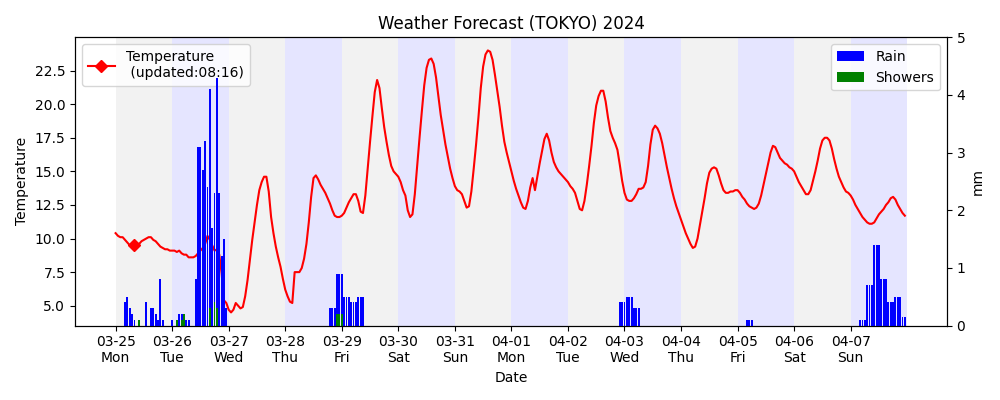 Weather Forecast (TOKYO) 2024
Temperature
(updated:08:16)
Rain
Showers
Temperature
22.5
20.0
17.5
15.0
12.5
10.0
7.5
5.0
5
4
3
2
1
0
mm
03-25 03-26 03-27 03-28 03-29 03-30 03-31 04-01 04-02 04-03 04-04 04-05 04-06 04-07
Mon Tue Wed Thu Fri Sat Sun Mon Tue Wed Thu Fri Sat Sun
Date